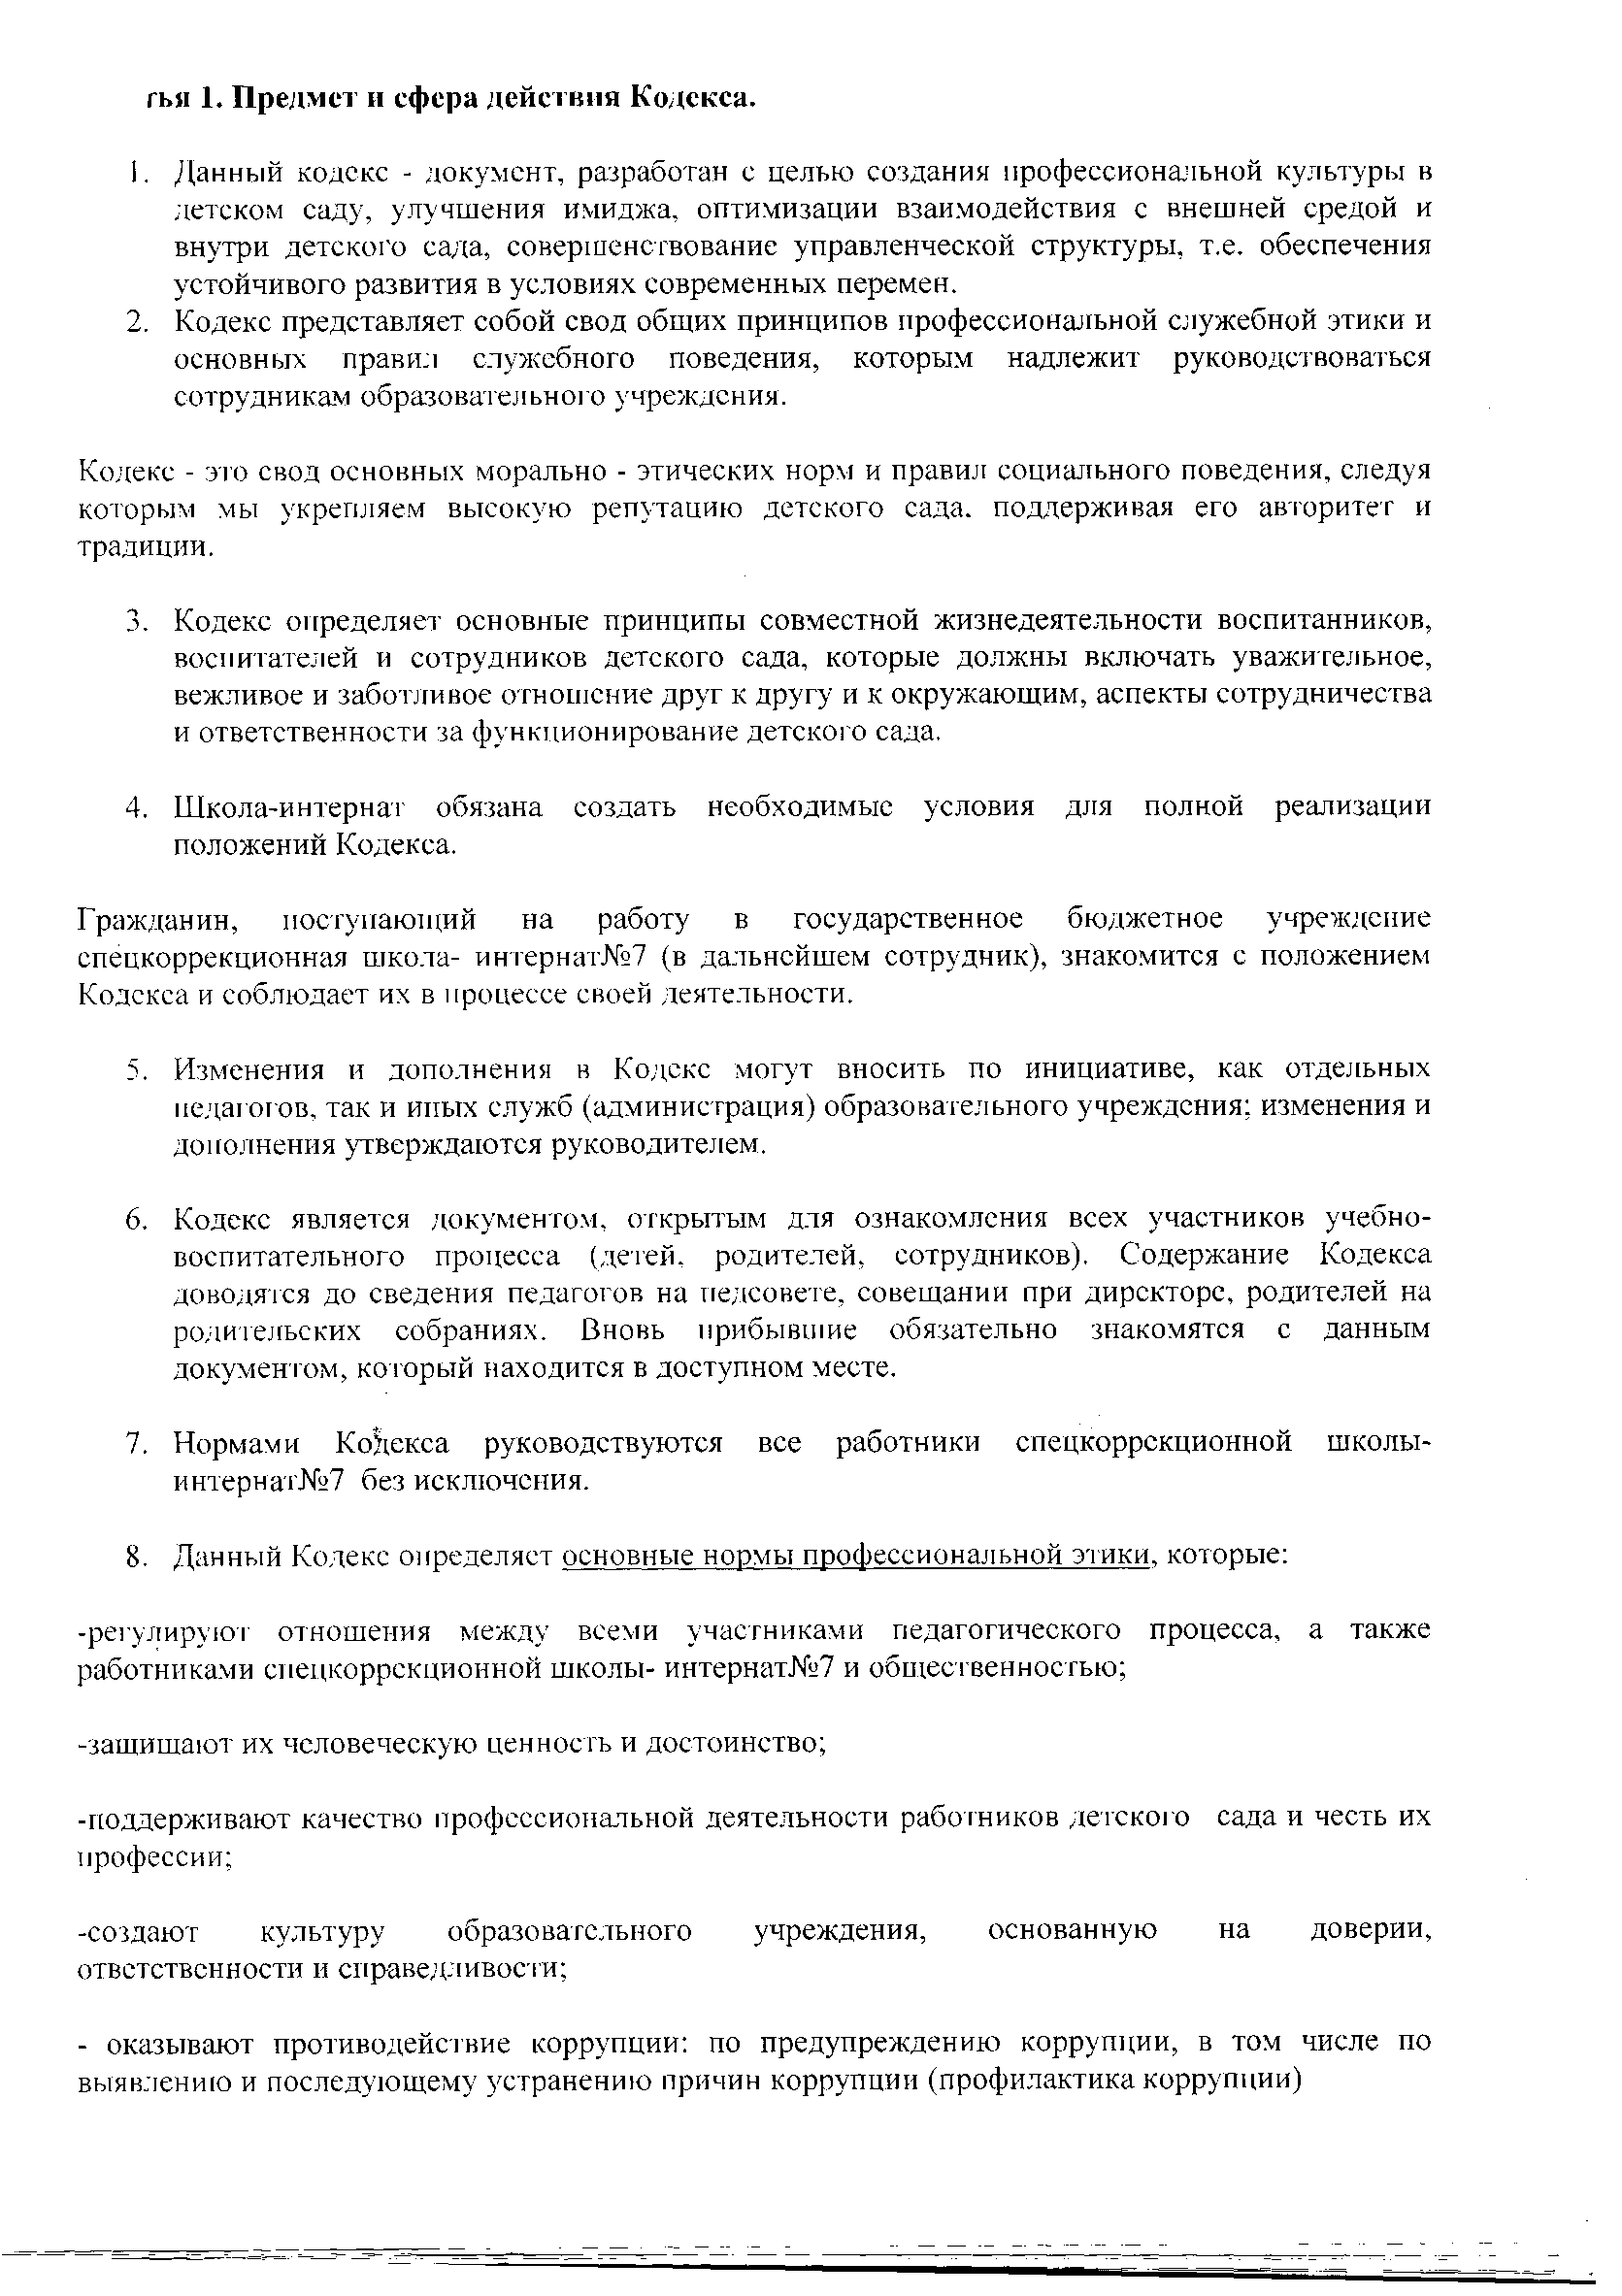 тья 1. Предмет и сфера действия Кодекса.
1. Данный кодекс - документ, разработан с целью создания профессиональной культуры в
детском саду, улучшения имиджа, оптимизации взаимодействия с внешней средой и
внутри детского сада, совершенствование управленческой структуры, т.е. обеспечения
устойчивого развития в условиях современных перемен.
2. Кодекс представляет собой свод общих принципов профессиональной служебной этики и
основных правил служебного поведения, которым надлежит руководствоваться
сотрудникам образовательного учреждения.
Кодекс - это свод основных морально - этических норм и правил социального поведения, следуя
которым мы укрепляем высокую репутацию детского сада. поддерживая его авторитет и
традиции.
3. Кодекс определяет основные принципы совместной жизнедеятельности воспитанников,
воспитателей и сотрудников детского сада, которые должны включать уважительное,
вежливое и заботливое отношение друг к другу и к окружающим, аспекты сотрудничества
и ответственности за функционирование детского сада.
4. Школа-интернат обязана создать необходимые условия для полной реализации
положений Кодекса.
Гражданин, поступающий на работу в государственное бюджетное учреждение
спецкоррекционная школа- интернат№7 (в дальнейшем сотрудник), знакомится с положением
Кодекса и соблюдает их в процессе своей деятельности.
5. Изменения и дополнения в Кодекс могут вносить по инициативе, как отдельных
педагогов, так и иных служб (администрация) образовательного учреждения; изменения и
дополнения утверждаются руководителем.
6. Кодекс является документом, открытым для ознакомления всех участников учебно-
воспитательного процесса (детей, родителей, сотрудников). Содержание Кодекса
доводятся до сведения педагогов на педсовете, совещании при директоре, родителей на
родительских собраниях. Вновь прибывшие обязательно знакомятся с данным
документом, который находится в доступном месте.
7. Нормами Кодекса руководствуются все работники спецкоррекционной школы-
интернат№7 без исключения.
8. Данный Кодекс определяет основные нормы профессиональной этики, которые:
-регулируют отношения между всеми участниками педагогического процесса, а также
работниками спецкоррекционной школы- интернат№7 и общественностью;
-защищают их человеческую ценность и достоинство;
-поддерживают качество профессиональной деятельности работников детского сада и честь их
профессии;
-создают культуру образовательного учреждения, основанную на доверии,
ответственности и справедливости;
- оказывают противодействие коррупции: по предупреждению коррупции, в том числе по
выявлению и последующему устранению причин коррупции (профилактика коррупции)